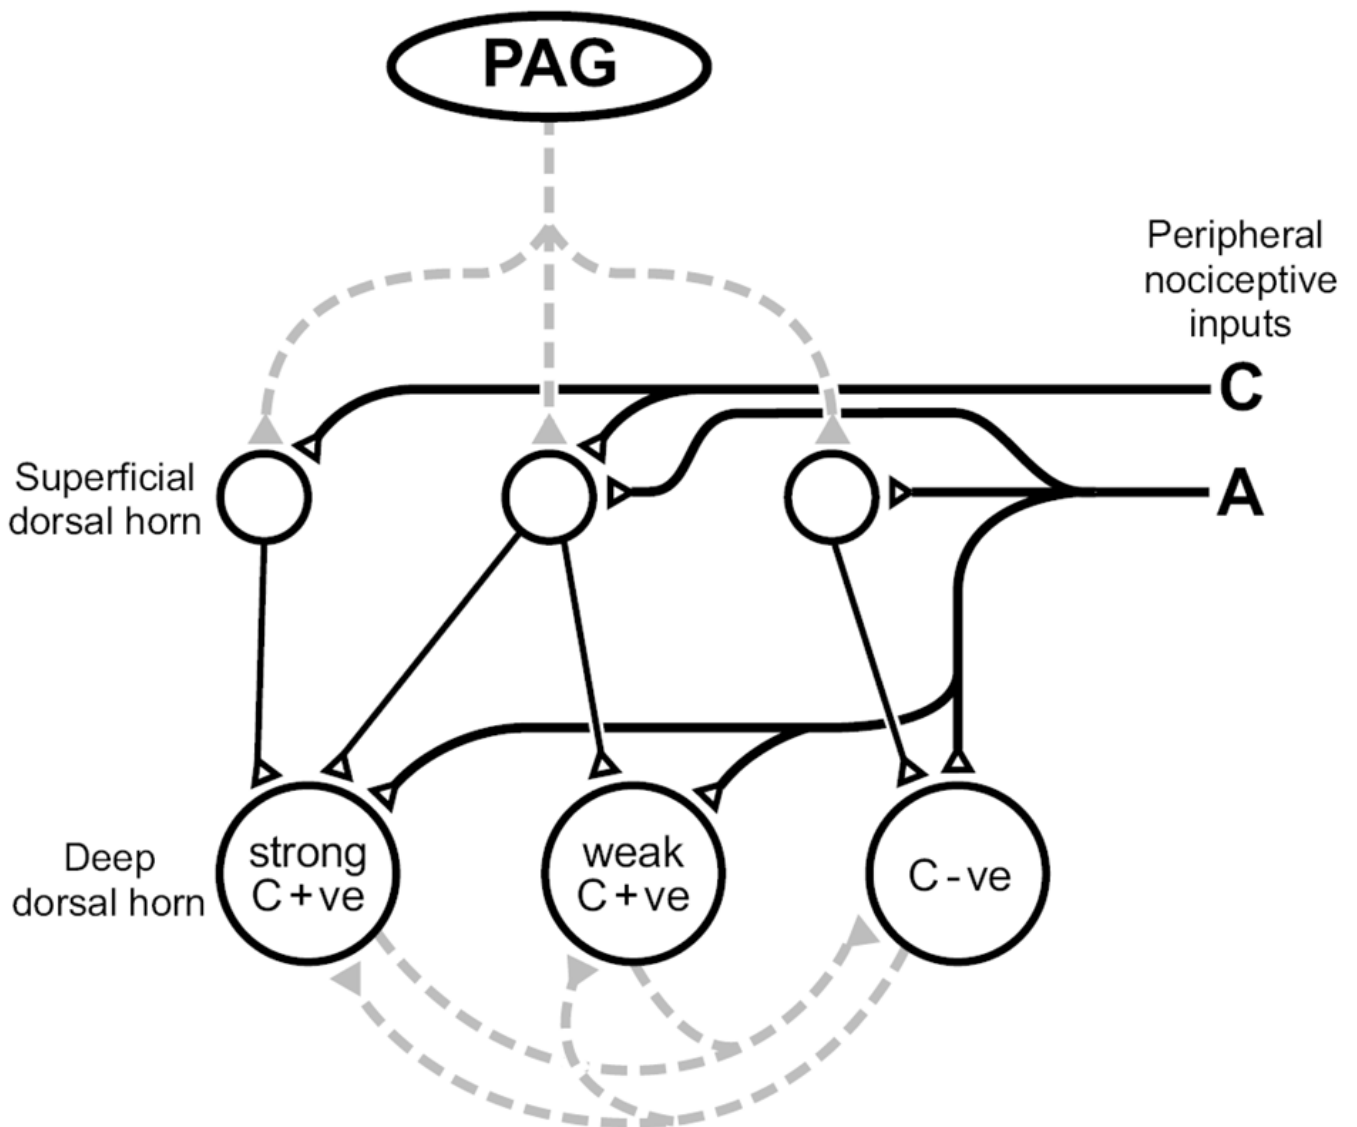 PAG
Peripheral
nociceptive
inputs
C
A
Superficial
dorsal horn
Deep
dorsal horn
strong
C+ve
weak
C+ve
C-ve